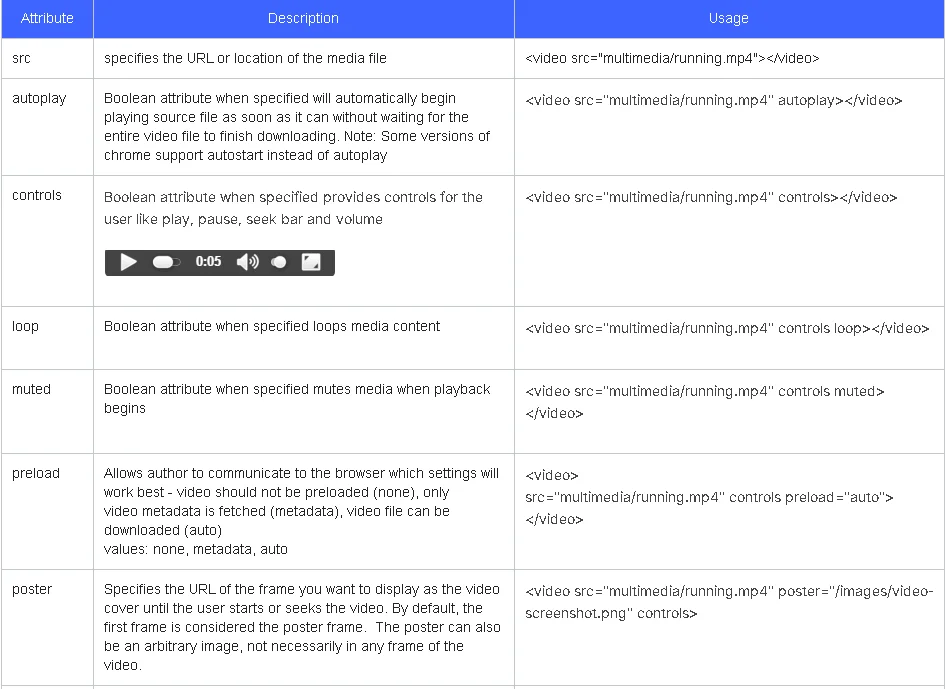 Attribute Description Usage
src specifies the URL or location of the media file <video src="multimedia/running.mp4"></video>
autoplay Boolean attribute when specified will automatically begin <video src="multimedia/running.mp4" autoplay></video>
playing source file as soon as it can without waiting for the
entire video file to finish downloading. Note: Some versions of
chrome support autostart instead of autoplay
controls Boolean attribute when specified provides controls for the <video src="multimedia/running.mp4" controls></video>
user like play, pause, seek bar and volume
0:05
loop Boolean attribute when specified loops media content <video src="multimedia/running.mp4" controls loop></video>
muted Boolean attribute when specified mutes media when playback <video src="multimedia/running.mp4" controls muted>
begins </video>
preload Allows author to communicate to the browser which settings will <video>
work best - video should not be preloaded (none), only src="multimedia/running.mp4" controls preload="auto">
video metadata is fetched (metadata), video file can be </video>
downloaded (auto)
values: none, metadata, auto
poster Specifies the URL of the frame you want to display as the video <video src="multimedia/running.mp4" poster="/images/video-
cover until the user starts or seeks the video. By default, the screenshot.png" controls>
first frame is considered the poster frame. The poster can also
be an arbitrary image, not necessarily in any frame of the
video.